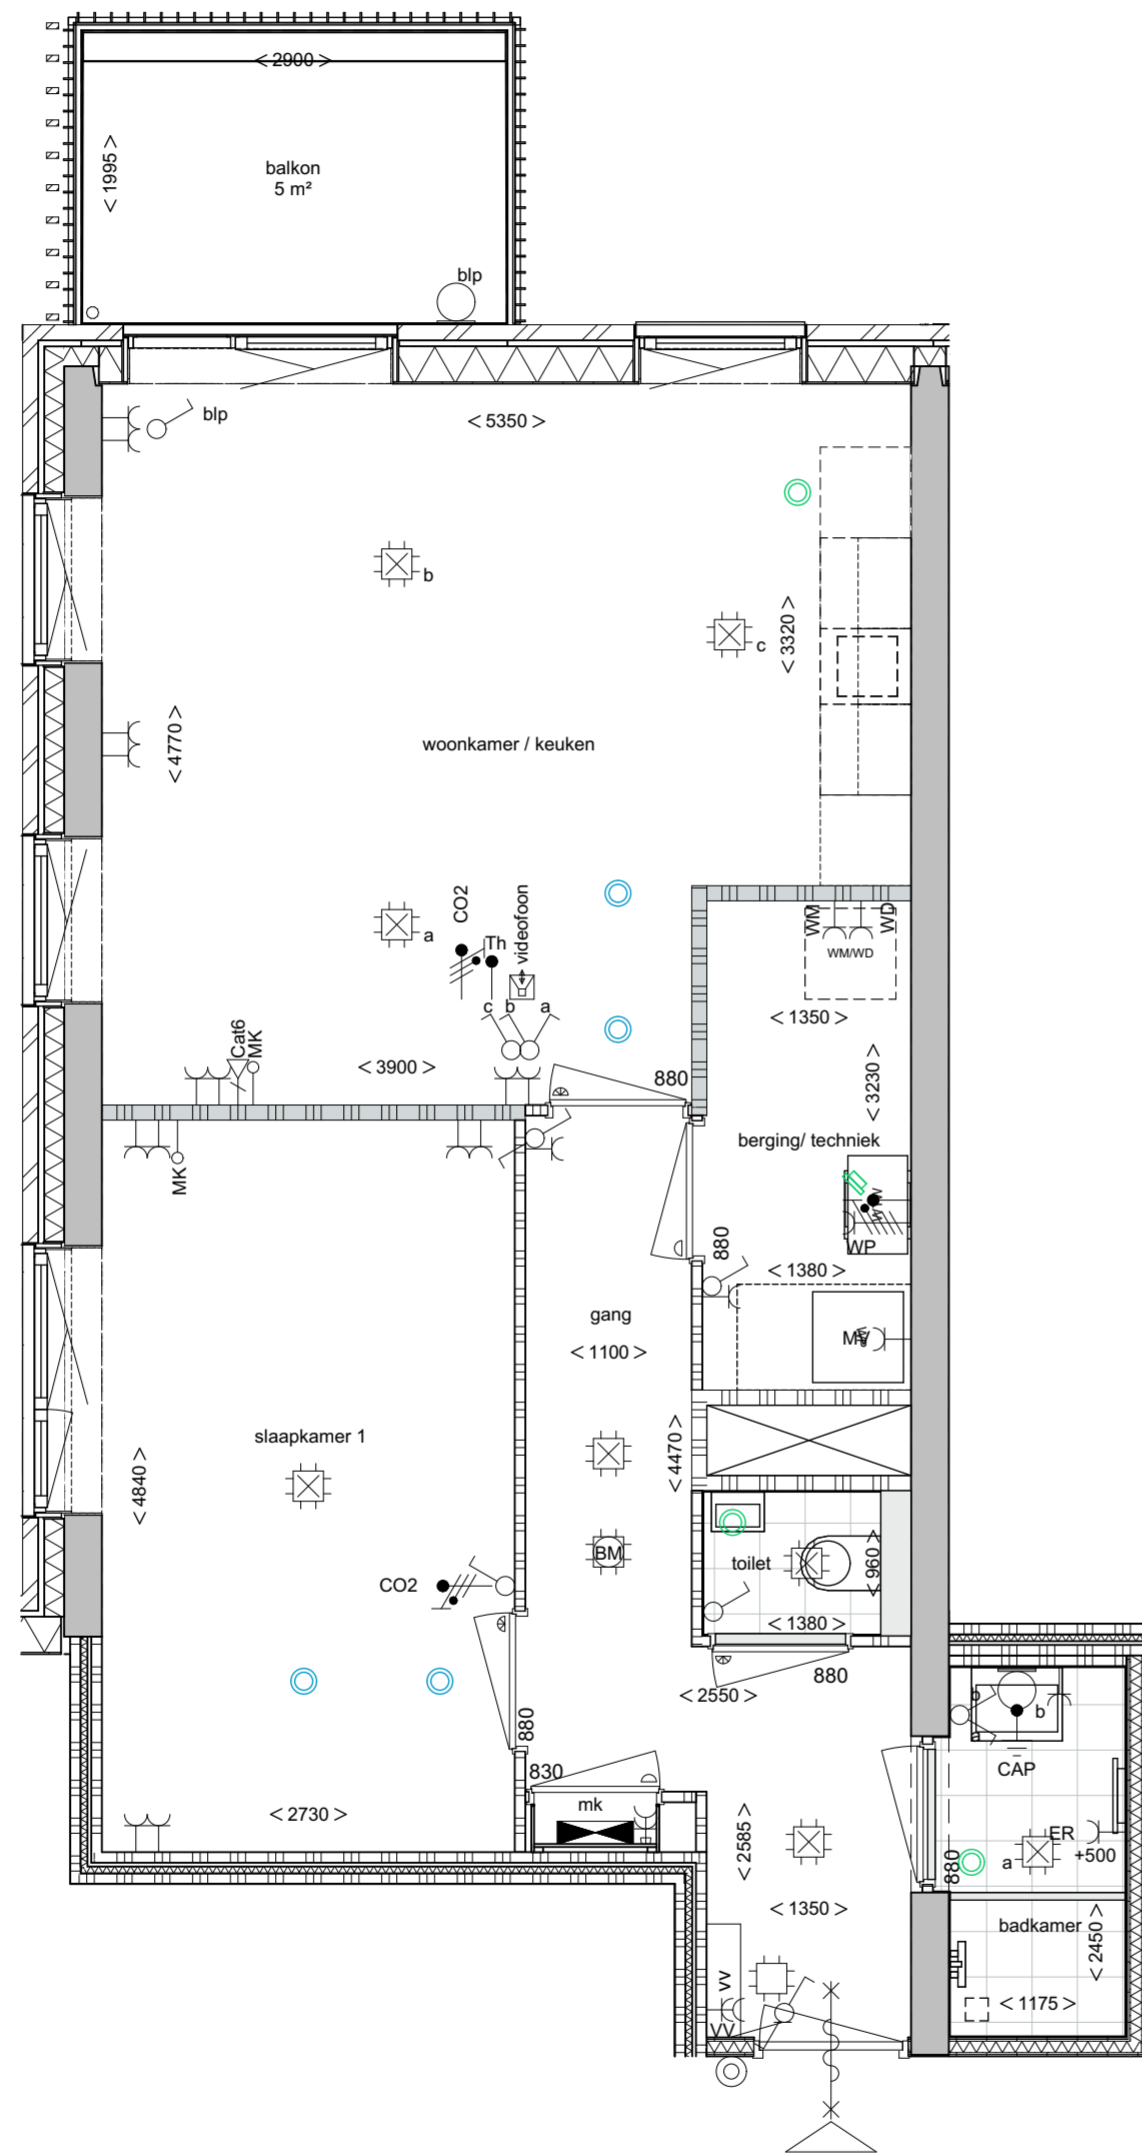 < 2900 >
< 1995 >
balkon
5 m²
blp
blp
< 5350 >
b
c
< 3320 >
woonkamer / keuken
< 4770 >
a
CO2
Th
videofoon
c b a
WM
WD
WM/WD
< 1350 >
Cat6
MK
< 3900 >
880
< 3230 >
berging/ techniek
MK
WP
880
< 1380 >
gang
< 1100 >
MV
slaapkamer 1
< 4470 >
< 4840 >
BM
toilet
< 960 >
CO2
< 1380 >
880
< 2550 >
b
b
a
CAP
880
830
mk
< 2730 >
< 2585 >
ER
+500
a
880
< 1350 >
badkamer
< 2450 >
< 1175 >
VV
VV